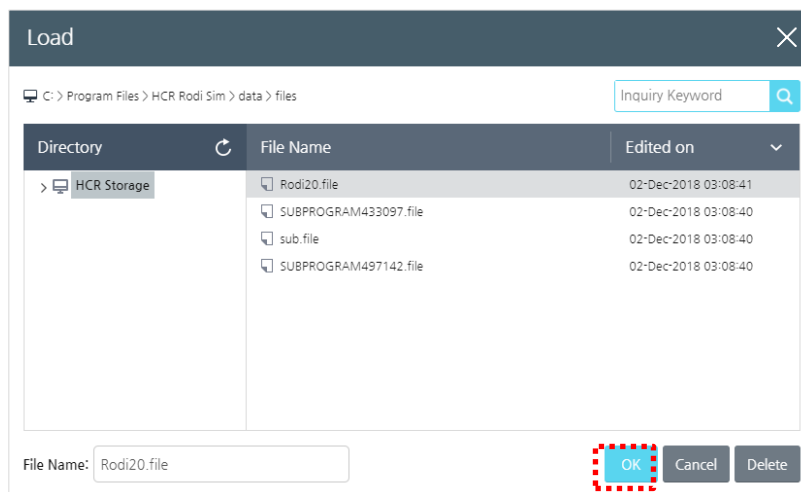 Load
C: > Program Files > HCR Rodi Sim > data > files
Inquiry Keyword
Directory
File Name
Edited on
HCR Storage
Rodi20.file
02-Dec-2018 03:08:41
SUBPROGRAM433097.file
02-Dec-2018 03:08:40
sub.file
02-Dec-2018 03:08:40
SUBPROGRAM497142.file
02-Dec-2018 03:08:40
File Name: Rodi20.file
OK
Cancel
Delete